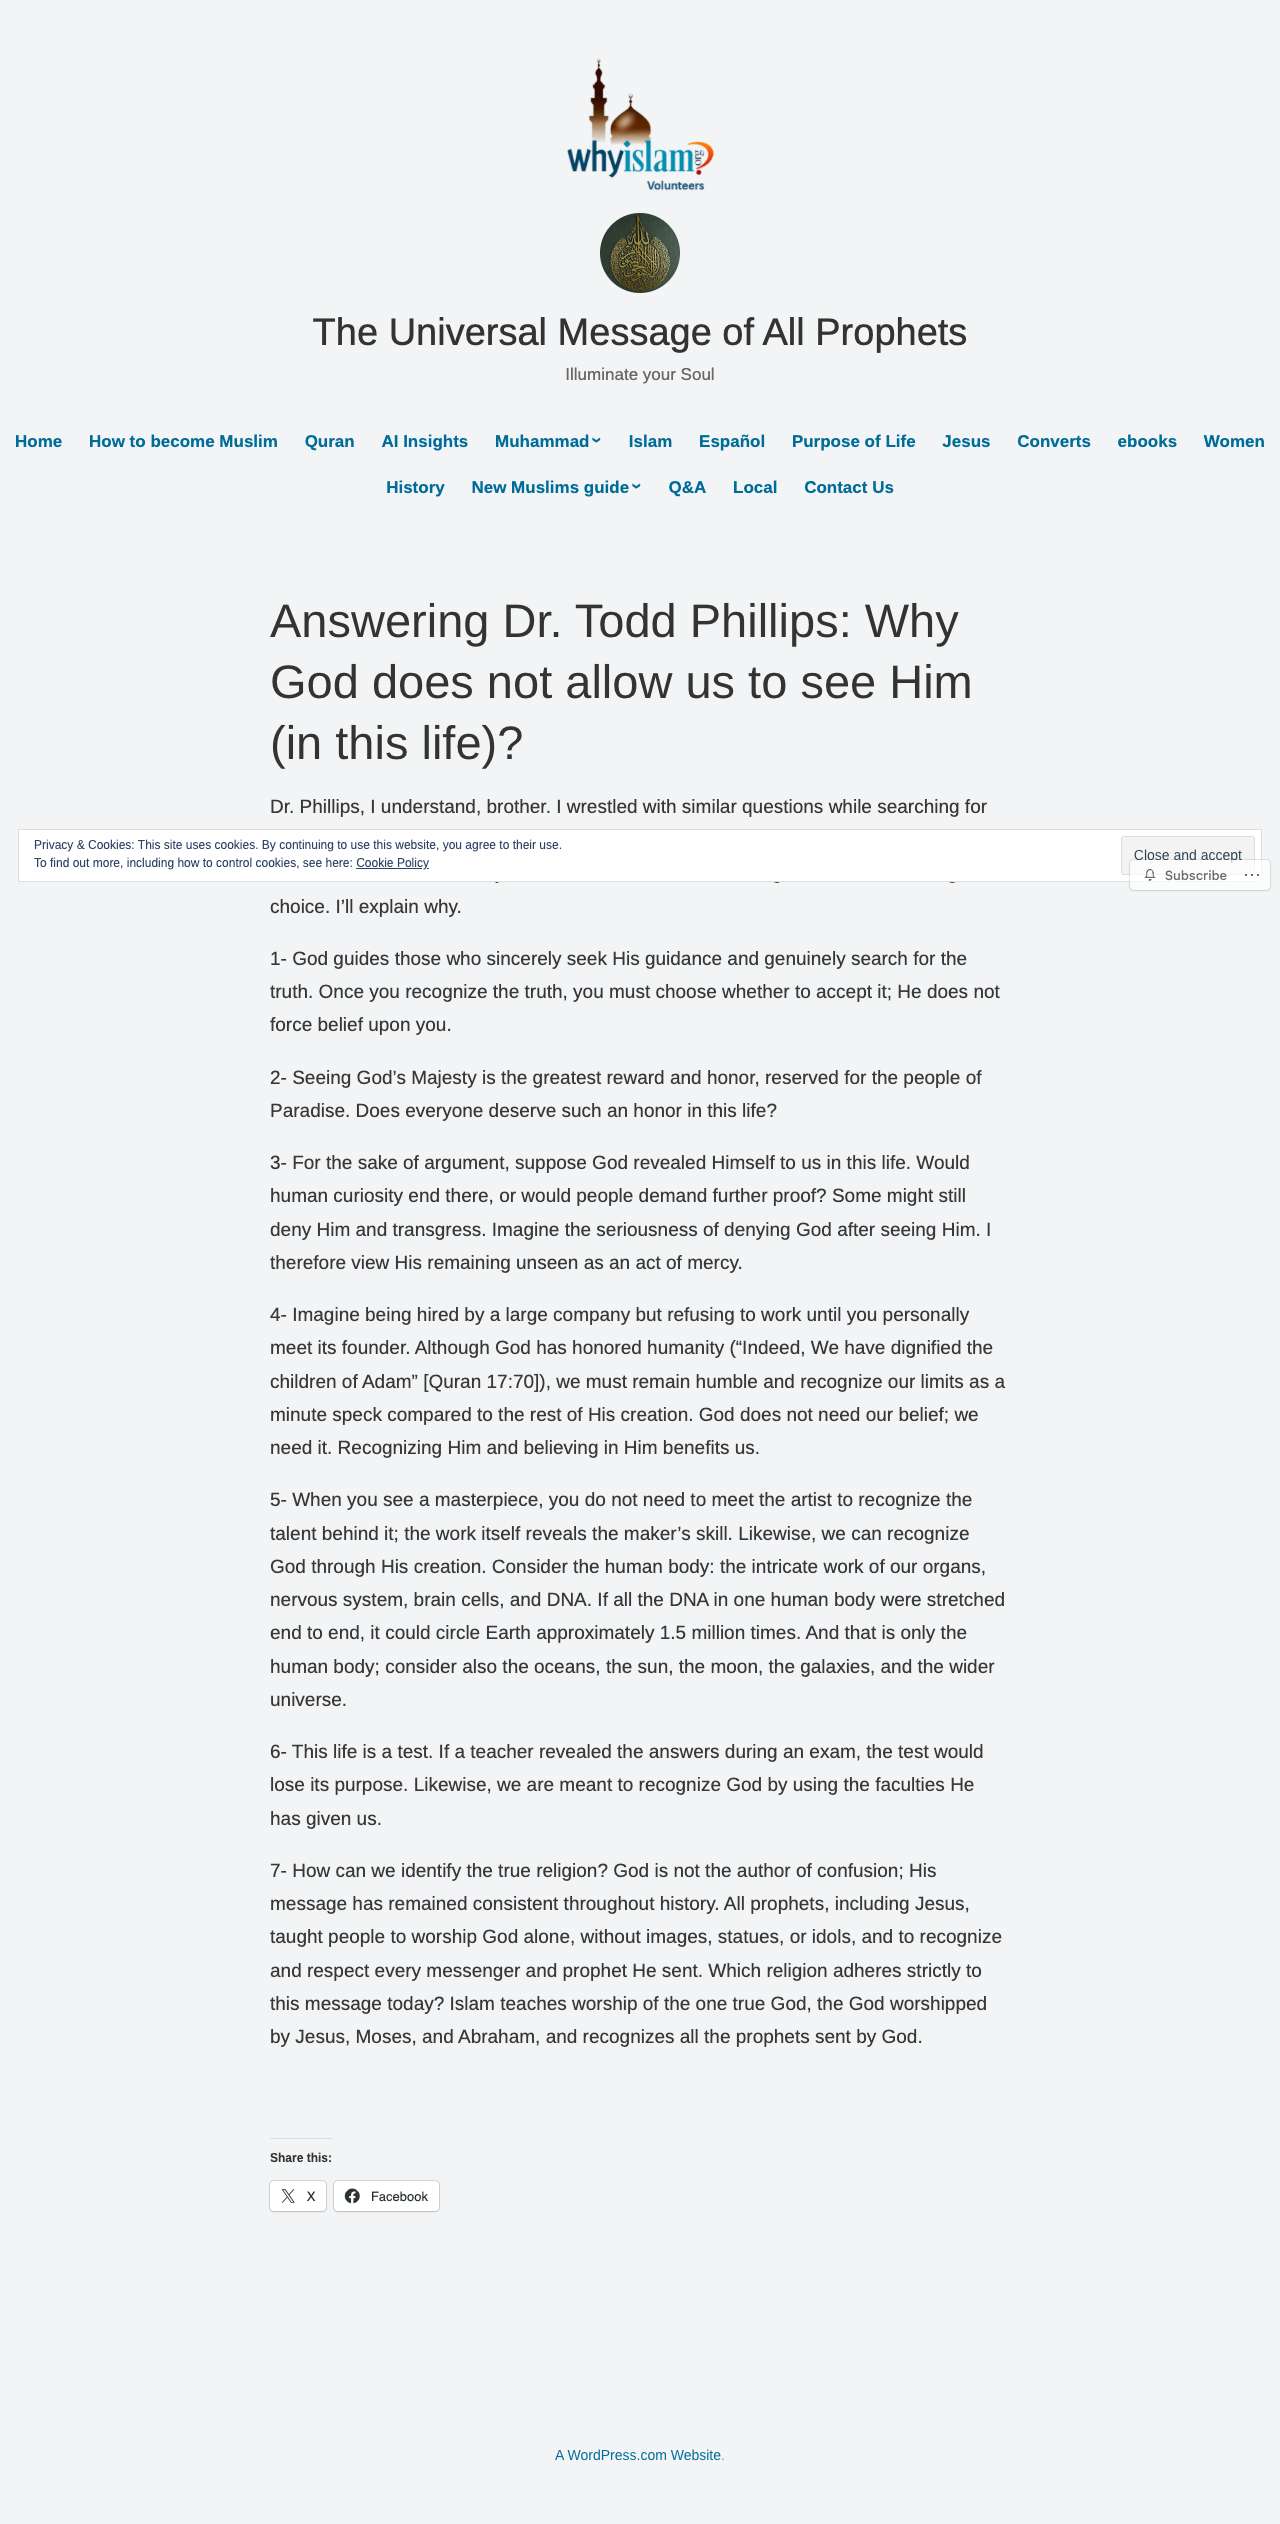 whyislam?
.org
Volunteers
The Universal Message of All Prophets
Illuminate your Soul
Home How to become Muslim Quran AI Insights Muhammad Islam Español Purpose of Life Jesus Converts ebooks Women
History New Muslims guide Q&A Local Contact Us
Answering Dr. Todd Phillips: Why
God does not allow us to see Him
(in this life)?
Dr. Phillips, I understand, brother. I wrestled with similar questions while searching for
Privacy & Cookies: This site uses cookies. By continuing to use this website, you agree to their use.
To find out more, including how to control cookies, see here: Cookie Policy
Close and accept
Subscribe ...
choice. I’ll explain why.
1- God guides those who sincerely seek His guidance and genuinely search for the
truth. Once you recognize the truth, you must choose whether to accept it; He does not
force belief upon you.
2- Seeing God’s Majesty is the greatest reward and honor, reserved for the people of
Paradise. Does everyone deserve such an honor in this life?
3- For the sake of argument, suppose God revealed Himself to us in this life. Would
human curiosity end there, or would people demand further proof? Some might still
deny Him and transgress. Imagine the seriousness of denying God after seeing Him. I
therefore view His remaining unseen as an act of mercy.
4- Imagine being hired by a large company but refusing to work until you personally
meet its founder. Although God has honored humanity (“Indeed, We have dignified the
children of Adam” [Quran 17:70]), we must remain humble and recognize our limits as a
minute speck compared to the rest of His creation. God does not need our belief; we
need it. Recognizing Him and believing in Him benefits us.
5- When you see a masterpiece, you do not need to meet the artist to recognize the
talent behind it; the work itself reveals the maker’s skill. Likewise, we can recognize
God through His creation. Consider the human body: the intricate work of our organs,
nervous system, brain cells, and DNA. If all the DNA in one human body were stretched
end to end, it could circle Earth approximately 1.5 million times. And that is only the
human body; consider also the oceans, the sun, the moon, the galaxies, and the wider
universe.
6- This life is a test. If a teacher revealed the answers during an exam, the test would
lose its purpose. Likewise, we are meant to recognize God by using the faculties He
has given us.
7- How can we identify the true religion? God is not the author of confusion; His
message has remained consistent throughout history. All prophets, including Jesus,
taught people to worship God alone, without images, statues, or idols, and to recognize
and respect every messenger and prophet He sent. Which religion adheres strictly to
this message today? Islam teaches worship of the one true God, the God worshipped
by Jesus, Moses, and Abraham, and recognizes all the prophets sent by God.
Share this:
X Facebook
A WordPress.com Website.